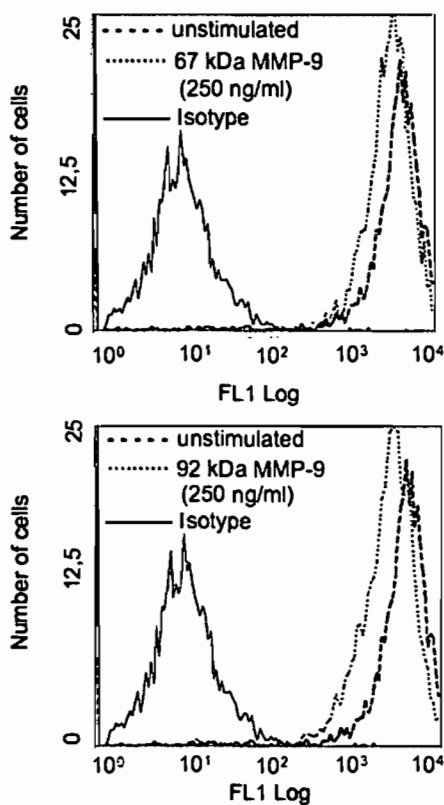 25
unstimulated
67 kDa MMP-9
(250 ng/ml)
Isotype
Number of cells
12,5
0
10⁰ 10¹ 10² 10³ 10⁴
FL1 Log
25
unstimulated
92 kDa MMP-9
(250 ng/ml)
Isotype
Number of cells
12,5
0
10⁰ 10¹ 10² 10³ 10⁴
FL1 Log